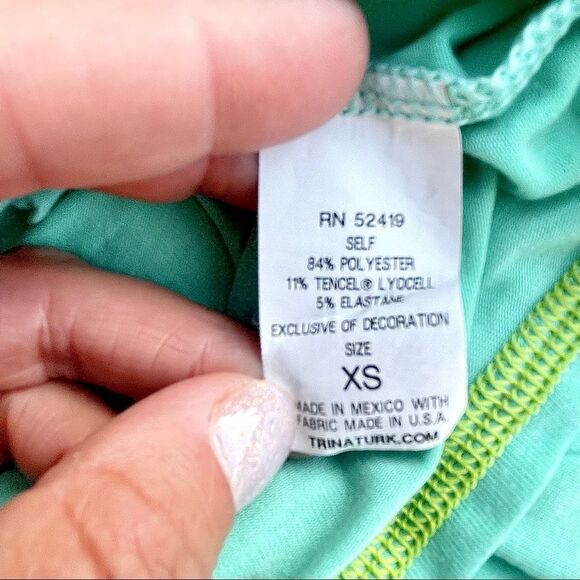 RN 52419
SELF
84% POLYESTER
11% TENCEL® LYOCELL
5% ELASTANE
EXCLUSIVE OF DECORATION
SIZE
XS
MADE IN MEXICO WITH
FABRIC MADE IN U.S.A.
TRINATURK.COM